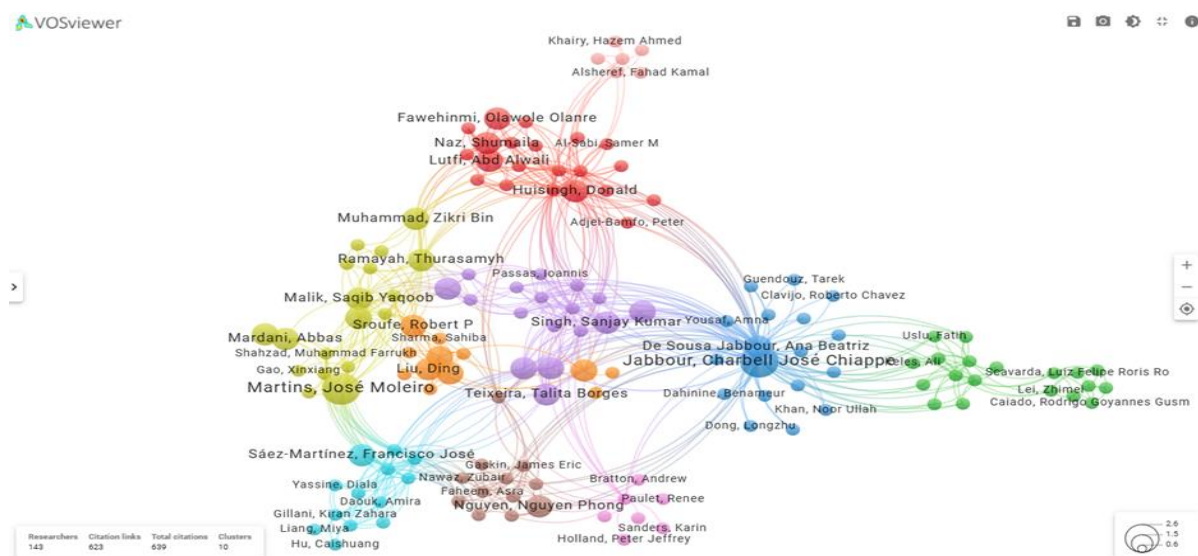 VOSviewer
Khairy, Hazem Ahmed
Alsheref, Fahad Kamal
Fawehinmi, Olawole Olanre
Naz, Shumaila
Al-Sabi, Samer M
Lutfi, Abd Alwali
Huisingh, Donald
Muhammad, Zikri Bin
Adjei-Bamfo, Peter
Ramayah, Thurasamyh
Passas, Ioannis
Guendouz, Tarek
Malik, Saqib Yaqoob
Clavijo, Roberto Chavez
Sroufe, Robert P
Singh, Sanjay Kumar
Yousaf, Amna
Mardani, Abbas
Sharma, Sahiba
Uslu, Fatih
Shahzad, Muhammad Farrukh
De Sousa Jabbour, Ana Beatriz
Gao, Xinxiang
Liu, Ding
Jabbour, Charbell José Chiappe
Keles, Ali
Scavarda, Luiz Felipe Roris Ro
Martins, José Moleiro
Teixeira, Talita Borges
Dahinine, Benameur
Lei, Zhimei
Caiado, Rodrigo Goyannes Gusm
Khan, Noor Ullah
Dong, Longzhu
Sáez-Martínez, Francisco José
Gaskin, James Eric
Yassine, Diala
Nawaz, Zubair
Bratton, Andrew
Daouk, Amira
Faheem, Asra
Paulet, Renee
Gillani, Kiran Zahara
Nguyen, Nguyen Phong
Liang, Miya
Sanders, Karin
Hu, Caishuang
Holland, Peter Jeffrey
Researchers Citation links Total citations Clusters
143 623 639 10
2.6
1.5
0.6